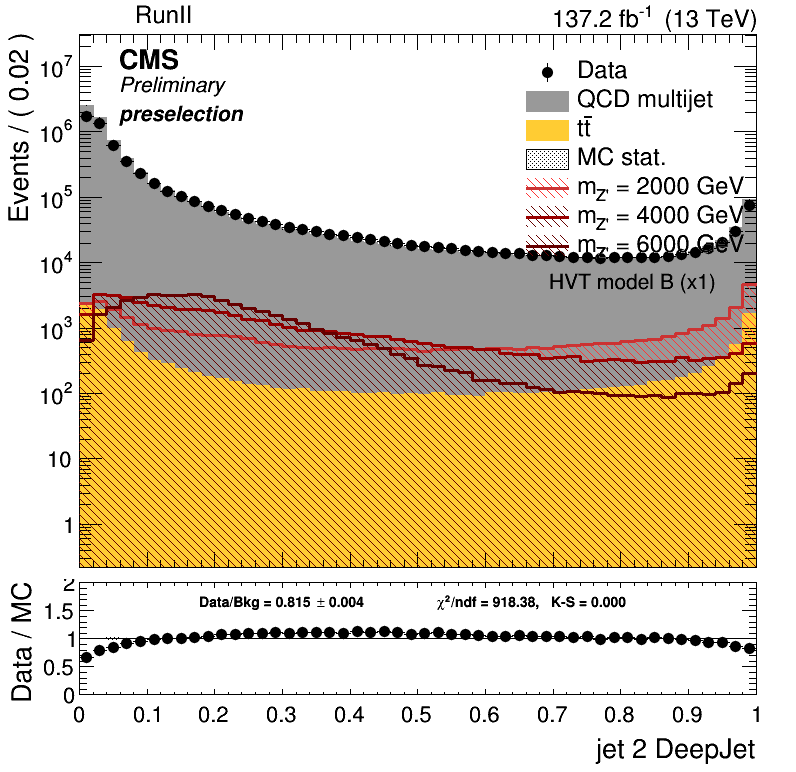 RunII
137.2 fb⁻¹ (13 TeV)
CMS
Preliminary
preselection
Data
QCD multijet
tt̄
MC stat.
m_Z' = 2000 GeV
m_Z' = 4000 GeV
m_Z' = 6000 GeV
HVT model B (x1)
Events / ( 0.02 )
10⁷
10⁶
10⁵
10⁴
10³
10²
10
1
Data/Bkg = 0.815 ± 0.004
χ²/ndf = 918.38, K-S = 0.000
Data / MC
2
1.5
1
0.5
0
0 0.1 0.2 0.3 0.4 0.5 0.6 0.7 0.8 0.9 1
jet 2 DeepJet